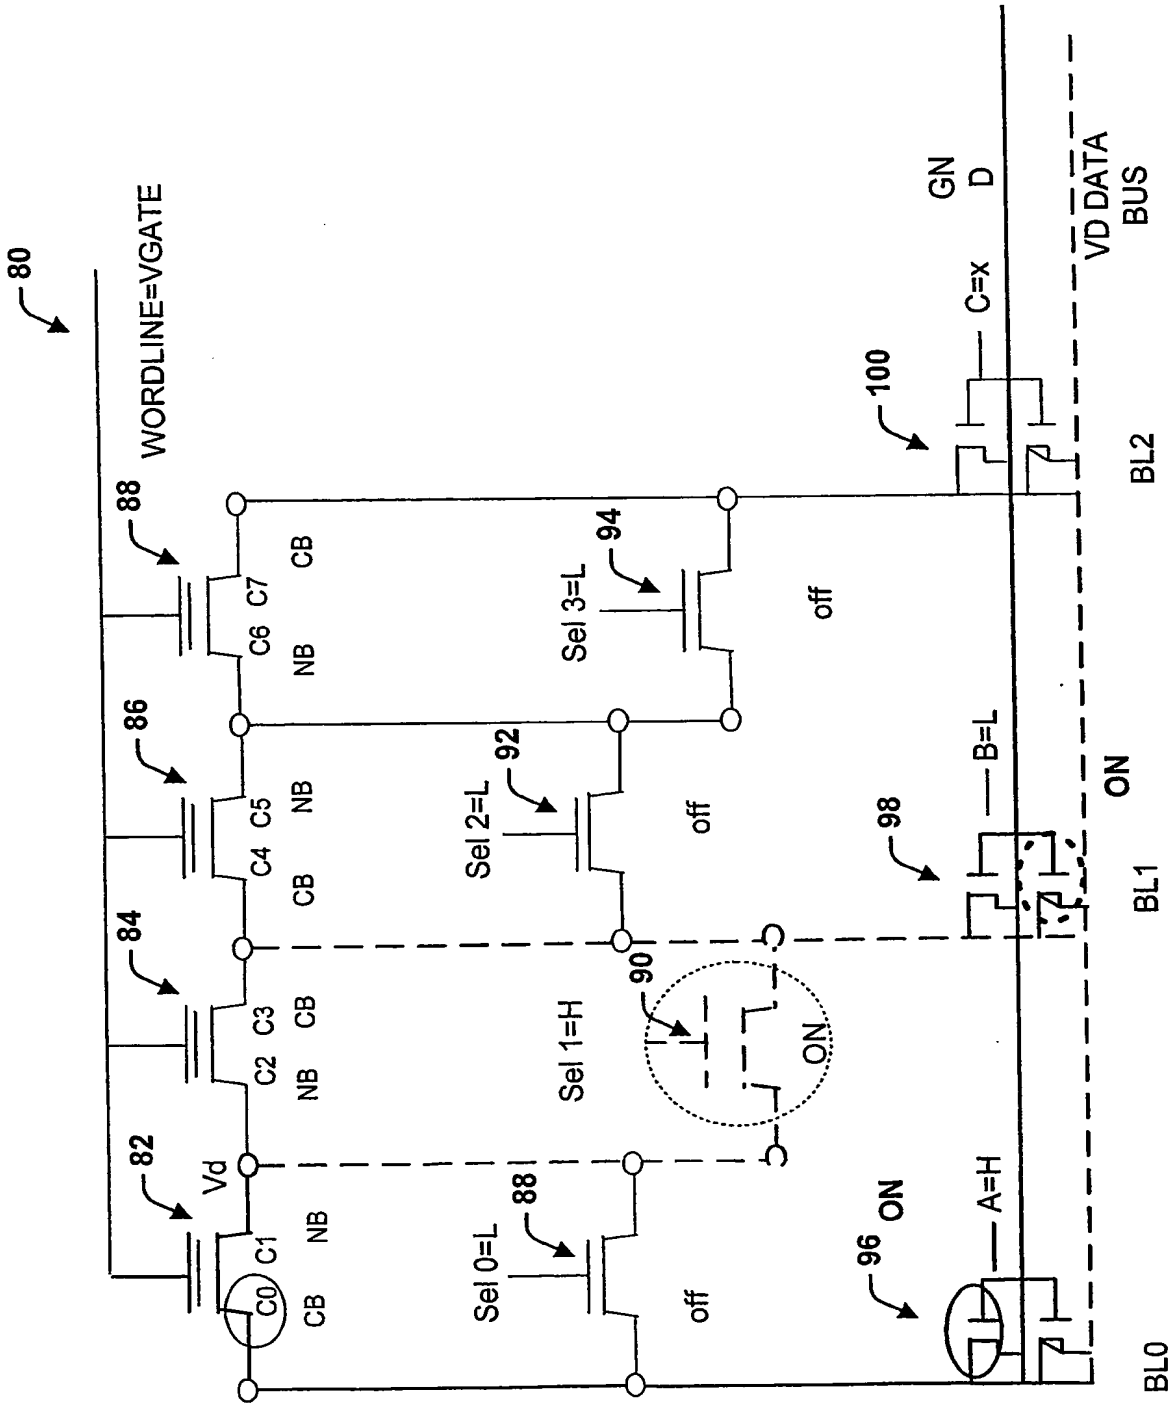 80
WORDLINE=VGATE
82
84
86
88
Vd
C0
C1
C2
C3
C4
C5
C6
C7
CB
NB
NB
CB
CB
NB
NB
CB
Sel 0=L
88
off
Sel 1=H
90
ON
Sel 2=L
92
off
Sel 3=L
94
off
96
ON
A=H
98
B=L
100
C=x
GN
D
ON
VD DATA
BUS
BL0
BL1
BL2